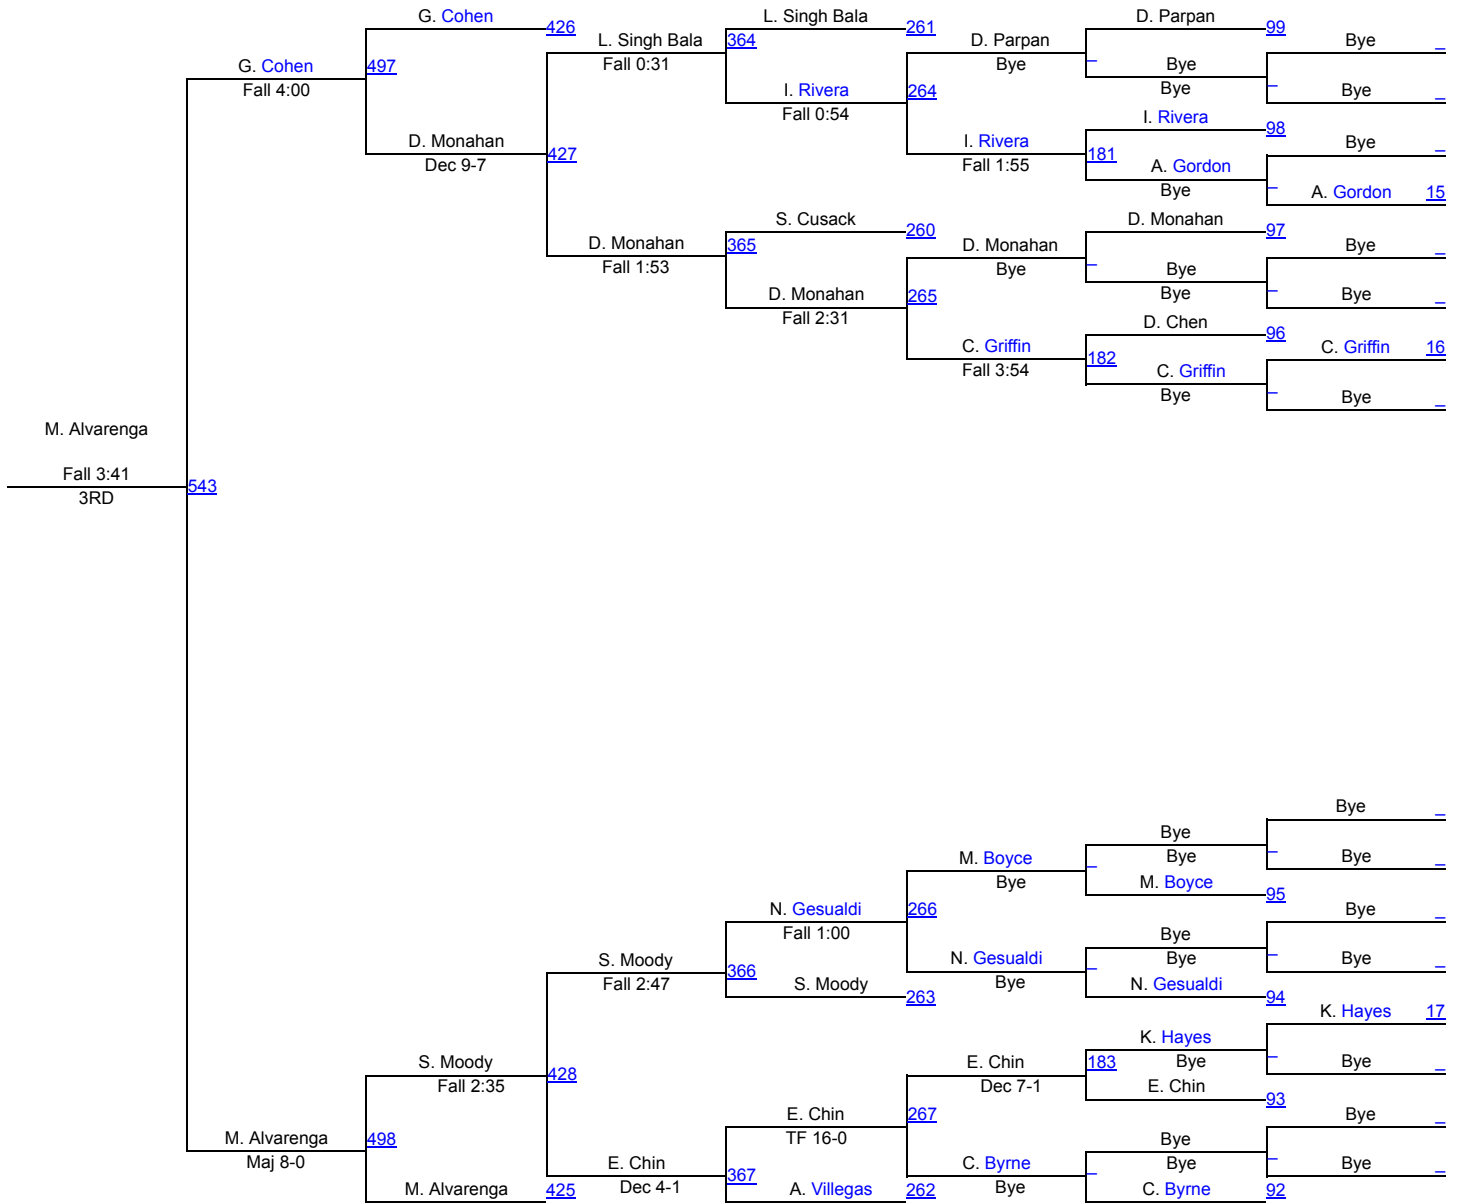 G. Cohen
426
L. Singh Bala
261
D. Parpan
99
Bye _
L. Singh Bala
364
Fall 0:31
D. Parpan
Bye
_
Bye
Bye
_
Bye _
G. Cohen
497
Fall 4:00
I. Rivera
264
Fall 0:54
I. Rivera
98
Bye _
D. Monahan
427
Dec 9-7
I. Rivera
181
Fall 1:55
A. Gordon
Bye
_
A. Gordon 15
S. Cusack
260
D. Monahan
97
Bye _
D. Monahan
365
Fall 1:53
D. Monahan
Bye
_
Bye
Bye
_
Bye _
D. Monahan
265
Fall 2:31
D. Chen
96
C. Griffin 16
C. Griffin
182
Fall 3:54
C. Griffin
Bye
_
Bye _
M. Alvarenga
Fall 3:41
543
3RD
Bye _
Bye
Bye
_
Bye _
M. Boyce
Bye
_
M. Boyce
95
N. Gesualdi
266
Fall 1:00
Bye _
Bye
Bye
_
Bye _
S. Moody
366
Fall 2:47
N. Gesualdi
Bye
_
N. Gesualdi
94
S. Moody
263
K. Hayes 17
K. Hayes
Bye
_
Bye _
S. Moody
428
Fall 2:35
E. Chin
183
Dec 7-1
E. Chin
93
E. Chin
267
TF 16-0
Bye _
M. Alvarenga
498
Maj 8-0
Bye
Bye
_
Bye _
E. Chin
367
Dec 4-1
C. Byrne
Bye
_
C. Byrne
92
M. Alvarenga
425
A. Villegas
262